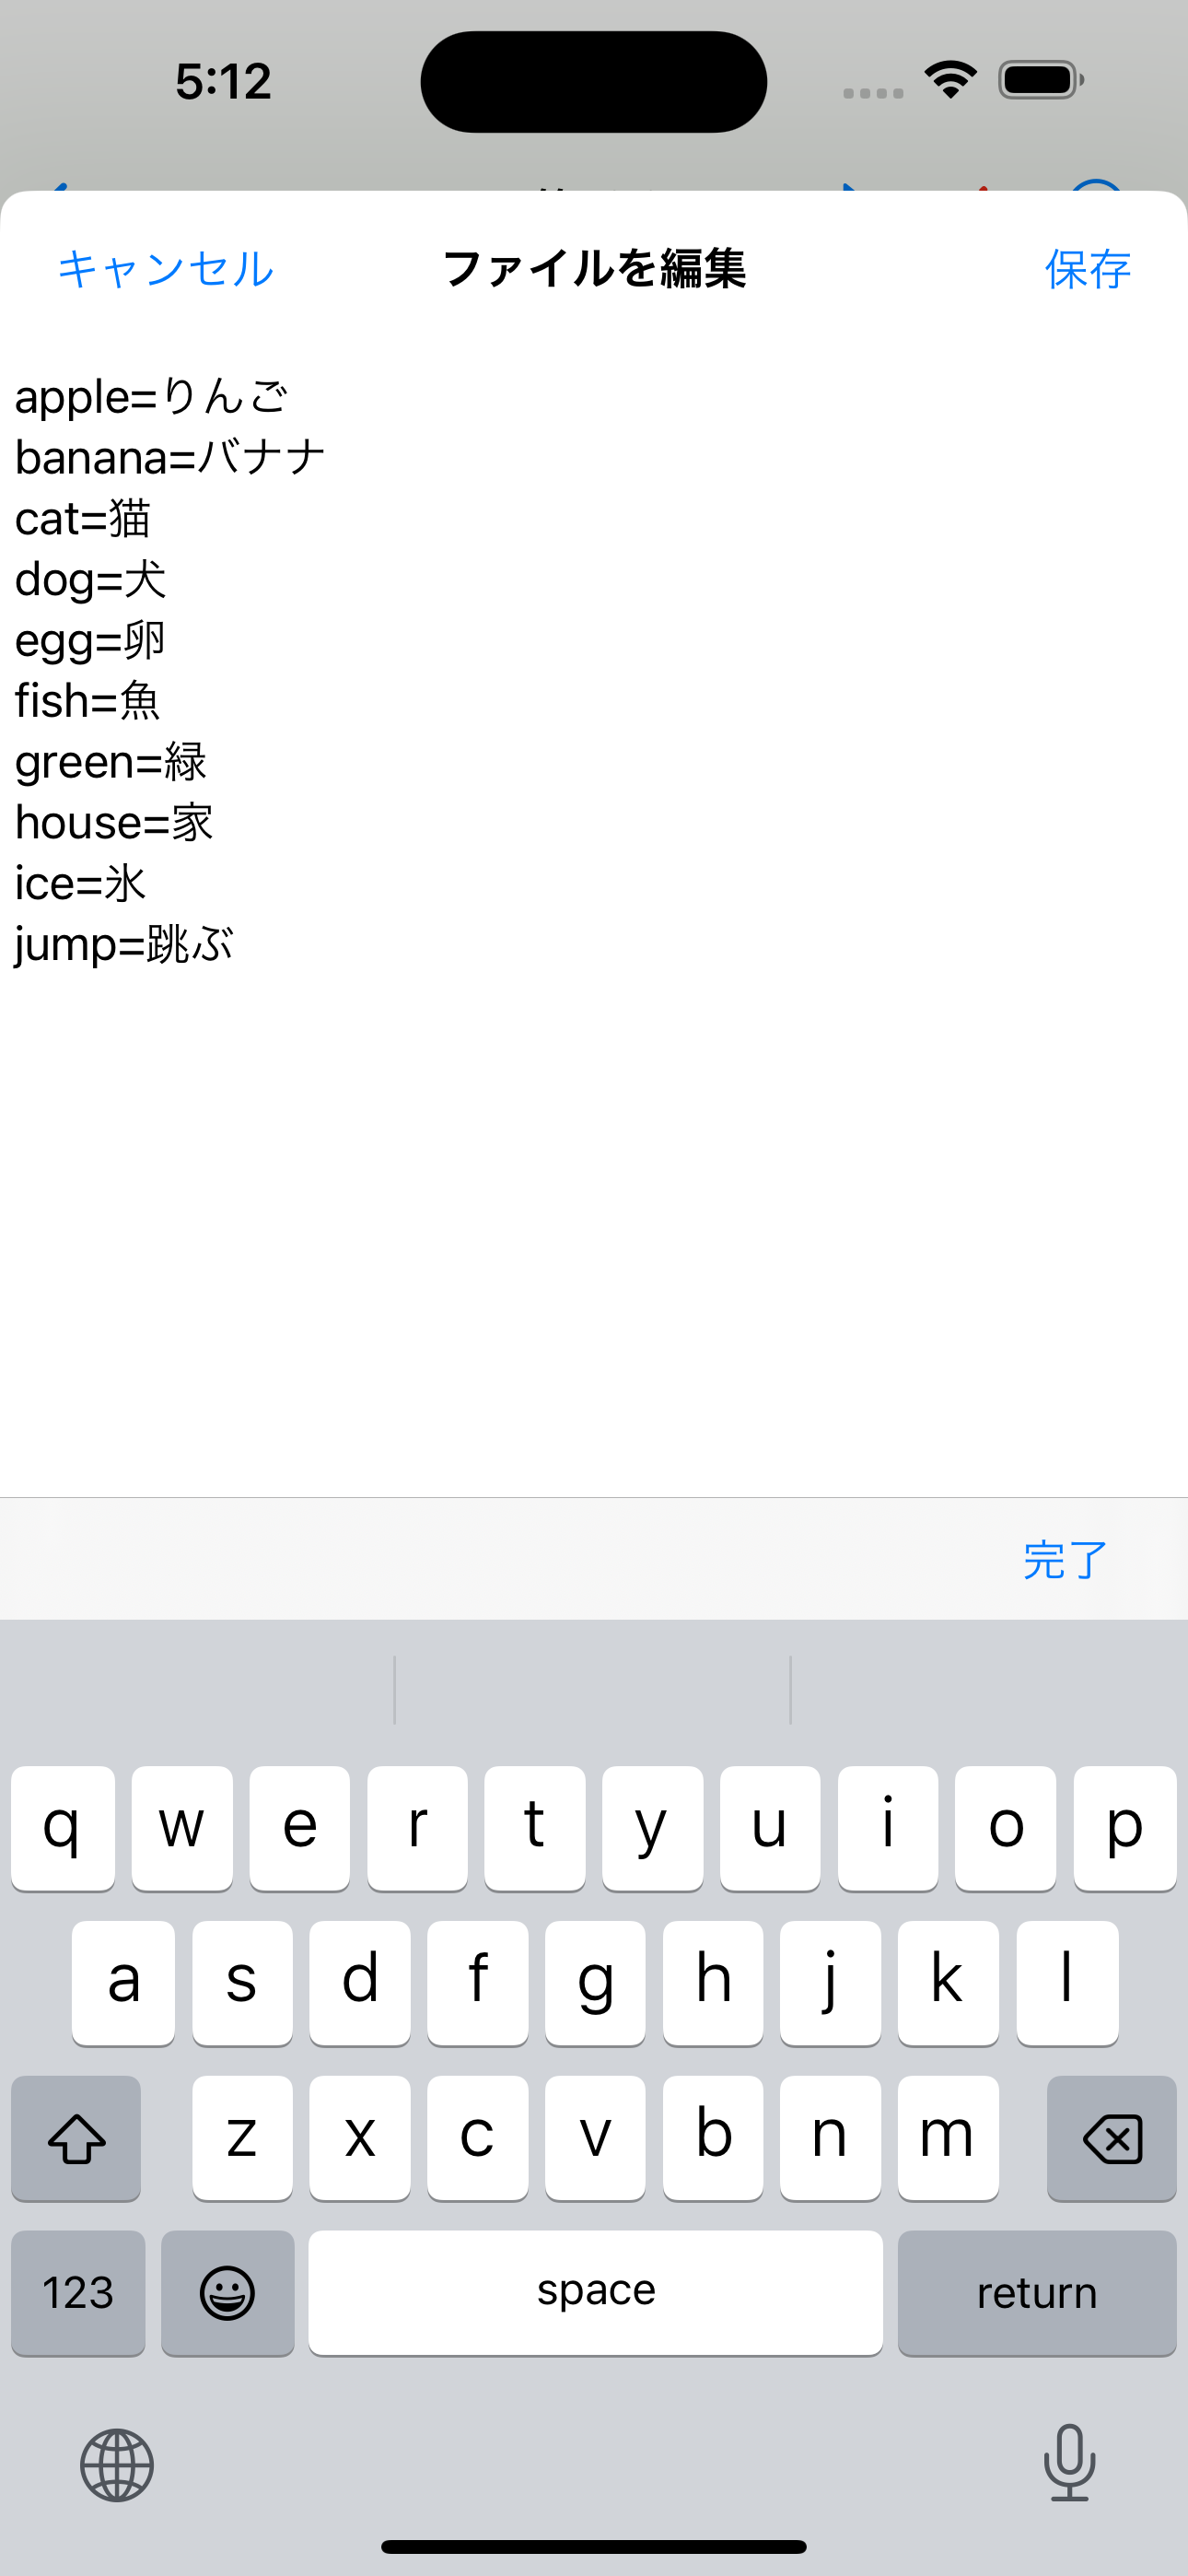 5:12
キャンセル ファイルを編集 保存
apple=りんご
banana=バナナ
cat=猫
dog=犬
egg=卵
fish=魚
green=緑
house=家
ice=氷
jump=跳ぶ
完了
q w e r t y u i o p
a s d f g h j k l
z x c v b n m
123 space return